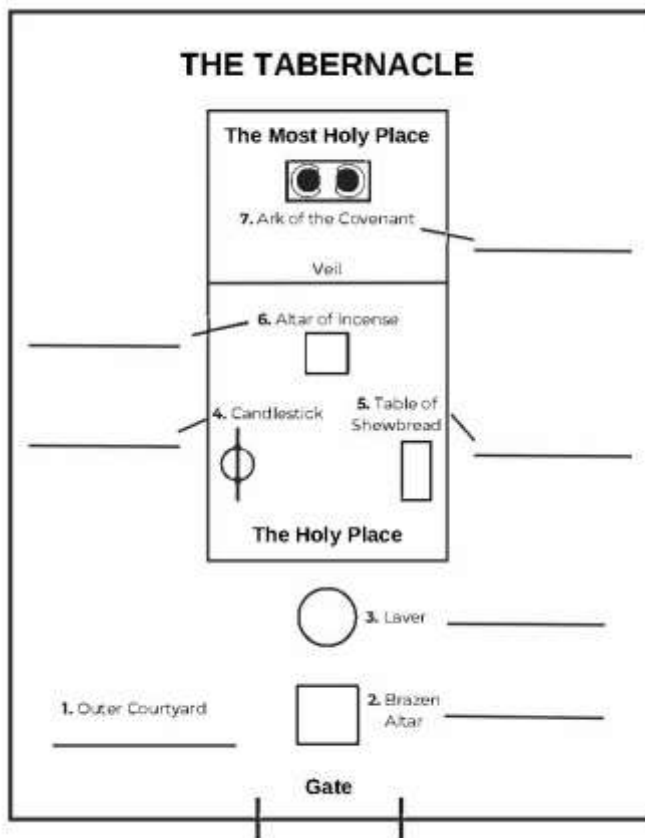 THE TABERNACLE
The Most Holy Place
7. Ark of the Covenant
Veil
6. Altar of Incense
4. Candlestick
5. Table of
Shewbread
The Holy Place
3. Laver
1. Outer Courtyard
2. Brazen
Altar
Gate